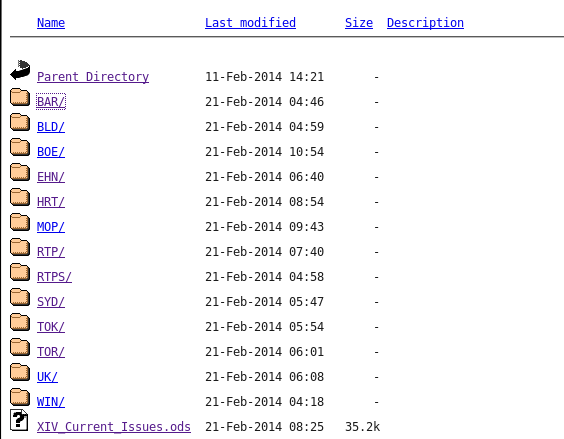 Name Last modified Size Description
Parent Directory 11-Feb-2014 14:21 -
BAR/ 21-Feb-2014 04:46 -
BLD/ 21-Feb-2014 04:59 -
BOE/ 21-Feb-2014 10:54 -
EHN/ 21-Feb-2014 06:40 -
HRT/ 21-Feb-2014 08:54 -
MOP/ 21-Feb-2014 09:43 -
RTP/ 21-Feb-2014 07:40 -
RTPS/ 21-Feb-2014 04:58 -
SYD/ 21-Feb-2014 05:47 -
TOK/ 21-Feb-2014 05:54 -
TOR/ 21-Feb-2014 06:01 -
UK/ 21-Feb-2014 06:08 -
WIN/ 21-Feb-2014 04:18 -
XIV_Current_Issues.ods 21-Feb-2014 08:25 35.2k